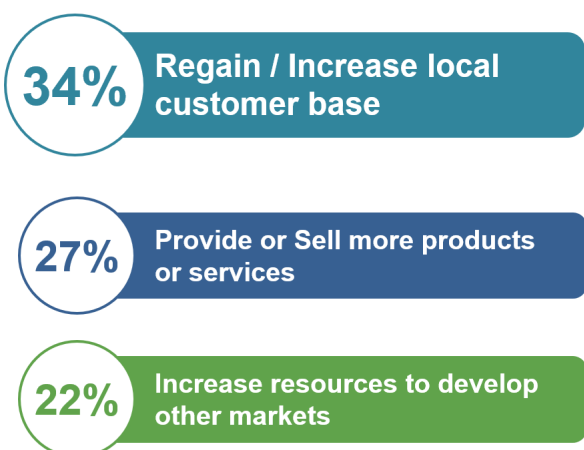 34%
Regain / Increase local
customer base
27%
Provide or Sell more products
or services
22%
Increase resources to develop
other markets